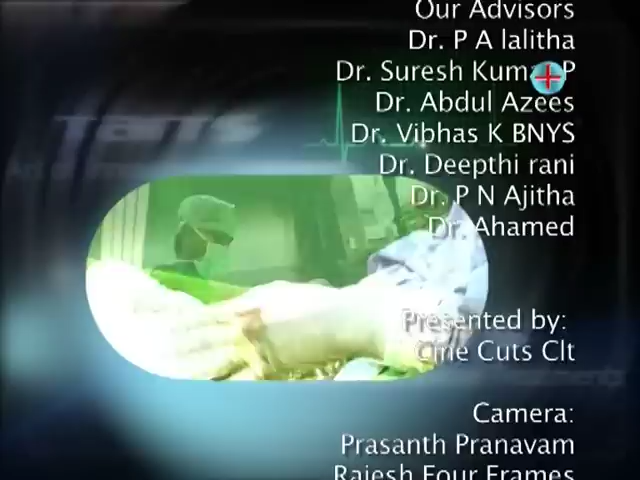 Our Advisors
Dr. P A lalitha
Dr. Suresh Kumar P
Dr. Abdul Azees
Dr. Vibhas K BNYS
Dr. Deepthi rani
Dr. P N Ajitha
Dr. Ahamed
Presented by:
Cine Cuts Clt
Camera:
Prasanth Pranavam
Rajesh Four Frames